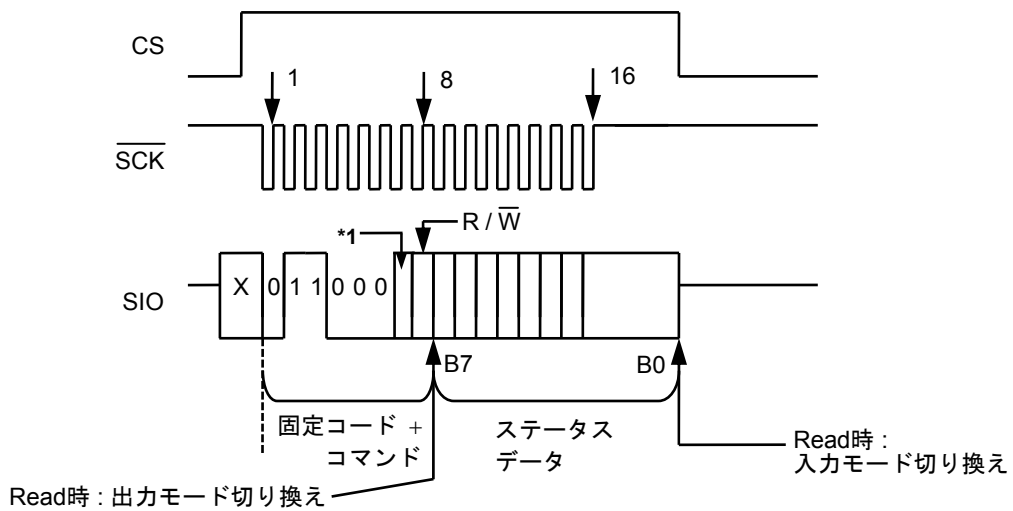 CS
1
8
16
SCK
R / W
*1
SIO
X 0 1 1 0 0 0
B7
B0
固定コード +
コマンド
ステータス
データ
Read時 :
入力モード切り換え
Read時 : 出力モード切り換え